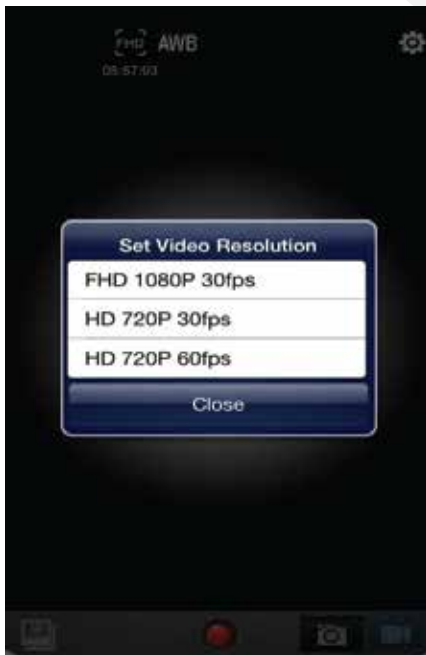 FHD AWB
Set Video Resolution
FHD 1080P 30fps
HD 720P 30fps
HD 720P 60fps
Close